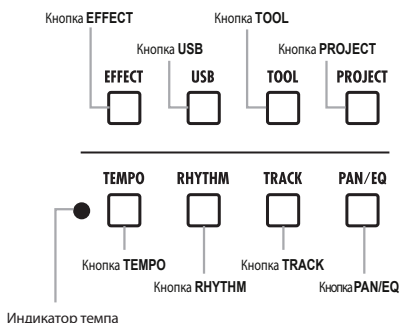 Кнопка EFFECT
Кнопка TOOL
Кнопка USB
Кнопка PROJECT
EFFECT USB TOOL PROJECT
TEMPO RHYTHM TRACK PAN/EQ
Кнопка TEMPO
Кнопка TRACK
Кнопка RHYTHM
Кнопка PAN/EQ
Индикатор темпа